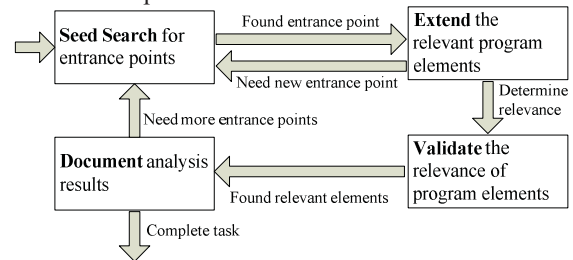 Seed Search for
entrance points
Found entrance point
Extend the
relevant program
elements
Need new entrance point
Determine
relevance
Need more entrance points
Document analysis
results
Validate the
relevance of
program elements
Found relevant elements
Complete task